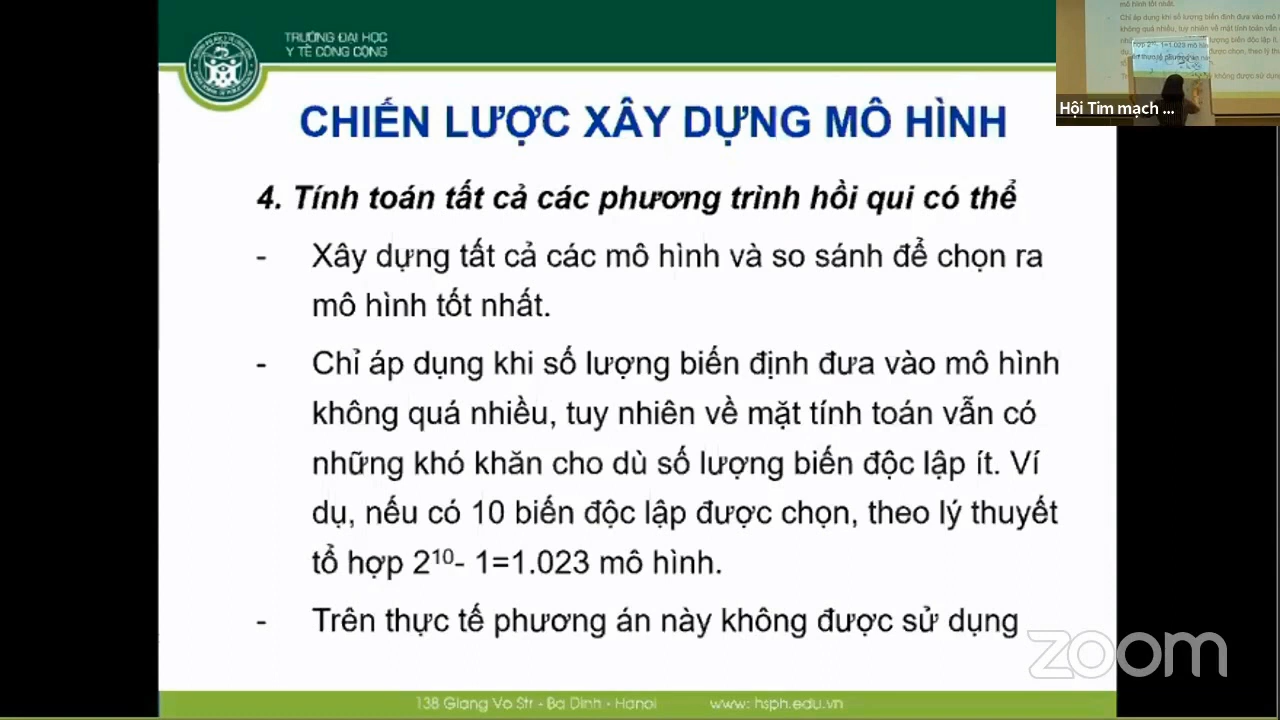 TRƯỜNG ĐẠI HỌC
Y TẾ CÔNG CỘNG
CHIẾN LƯỢC XÂY DỰNG MÔ HÌNH
4. Tính toán tất cả các phương trình hồi qui có thể
- Xây dựng tất cả các mô hình và so sánh để chọn ra
mô hình tốt nhất.
- Chỉ áp dụng khi số lượng biến định đưa vào mô hình
không quá nhiều, tuy nhiên về mặt tính toán vẫn có
những khó khăn cho dù số lượng biến độc lập ít. Ví
dụ, nếu có 10 biến độc lập được chọn, theo lý thuyết
tổ hợp 2¹⁰- 1=1.023 mô hình.
- Trên thực tế phương án này không được sử dụng
138 Giang Vo Str - Ba Dinh - Hanoi
www: hsph.edu.vn
Hội Tim mạch ...
zoom